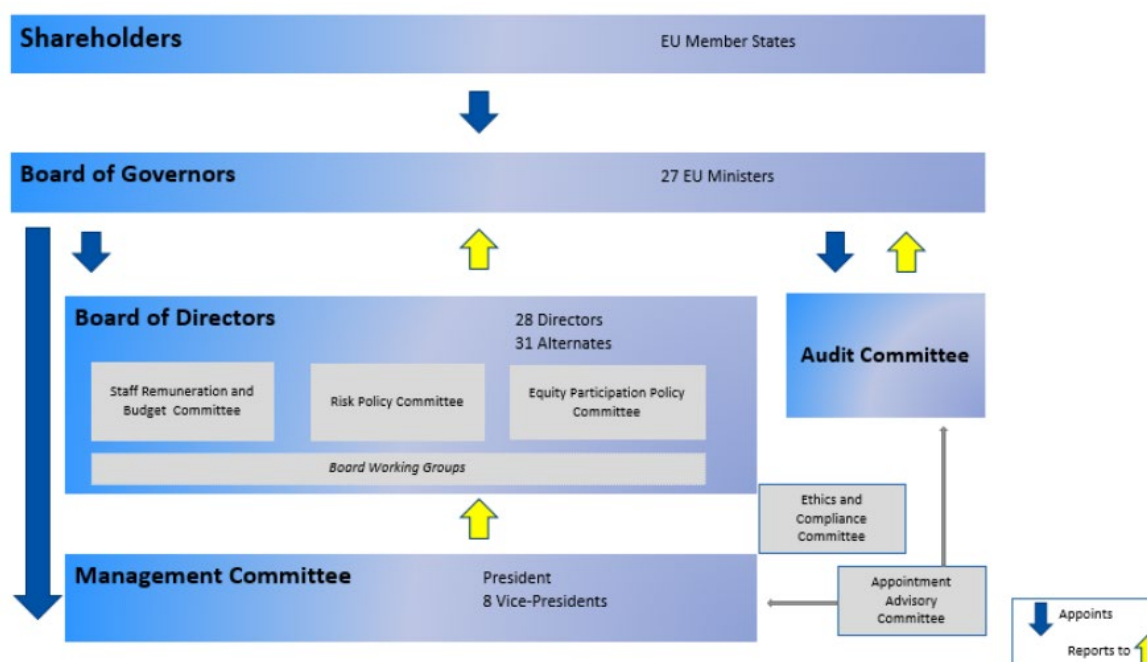 Shareholders
EU Member States
Board of Governors
27 EU Ministers
Board of Directors
28 Directors
31 Alternates
Staff Remuneration and
Budget Committee
Risk Policy Committee
Equity Participation Policy
Committee
Board Working Groups
Audit Committee
Ethics and
Compliance
Committee
Management Committee
President
8 Vice-Presidents
Appointment
Advisory
Committee
Appoints
Reports to